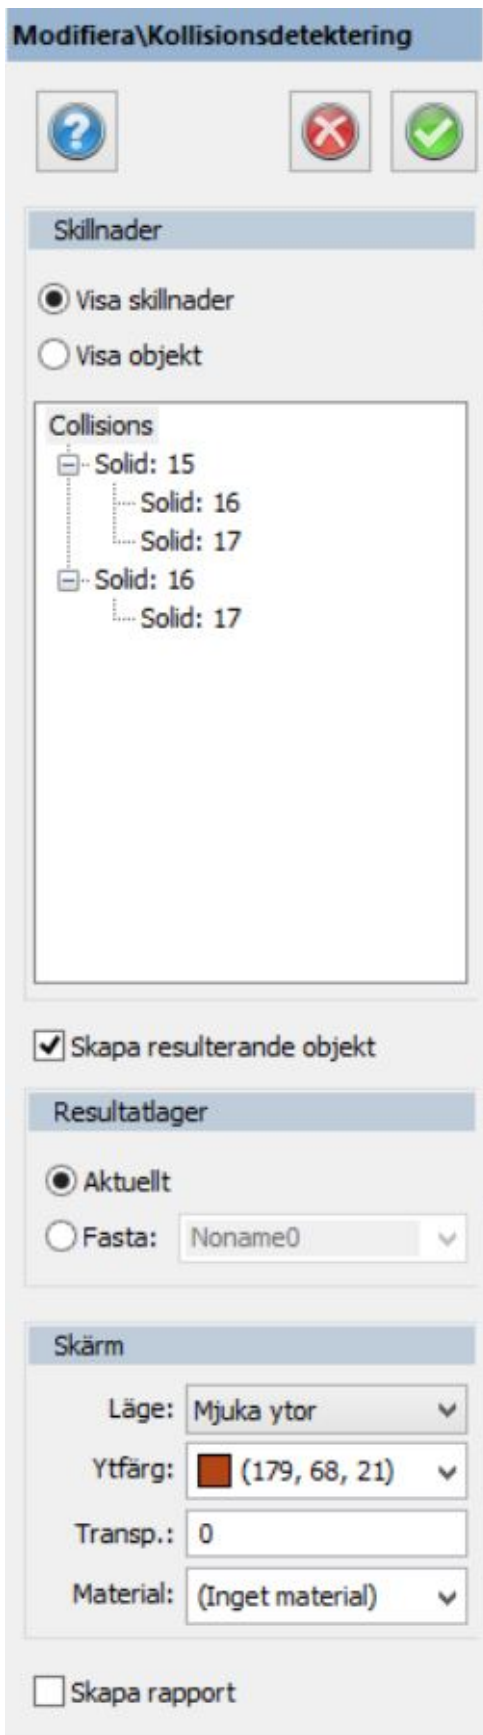 Modifiera\Kollisionsdetektering
Skillnader
Visa skillnader
Visa objekt
Collisions
Solid: 15
Solid: 16
Solid: 17
Solid: 16
Solid: 17
Skapa resulterande objekt
Resultatlager
Aktuellt
Fasta: Noname0
Skärm
Läge: Mjuka ytor
Ytfärg: (179, 68, 21)
Transp.: 0
Material: (Inget material)
Skapa rapport